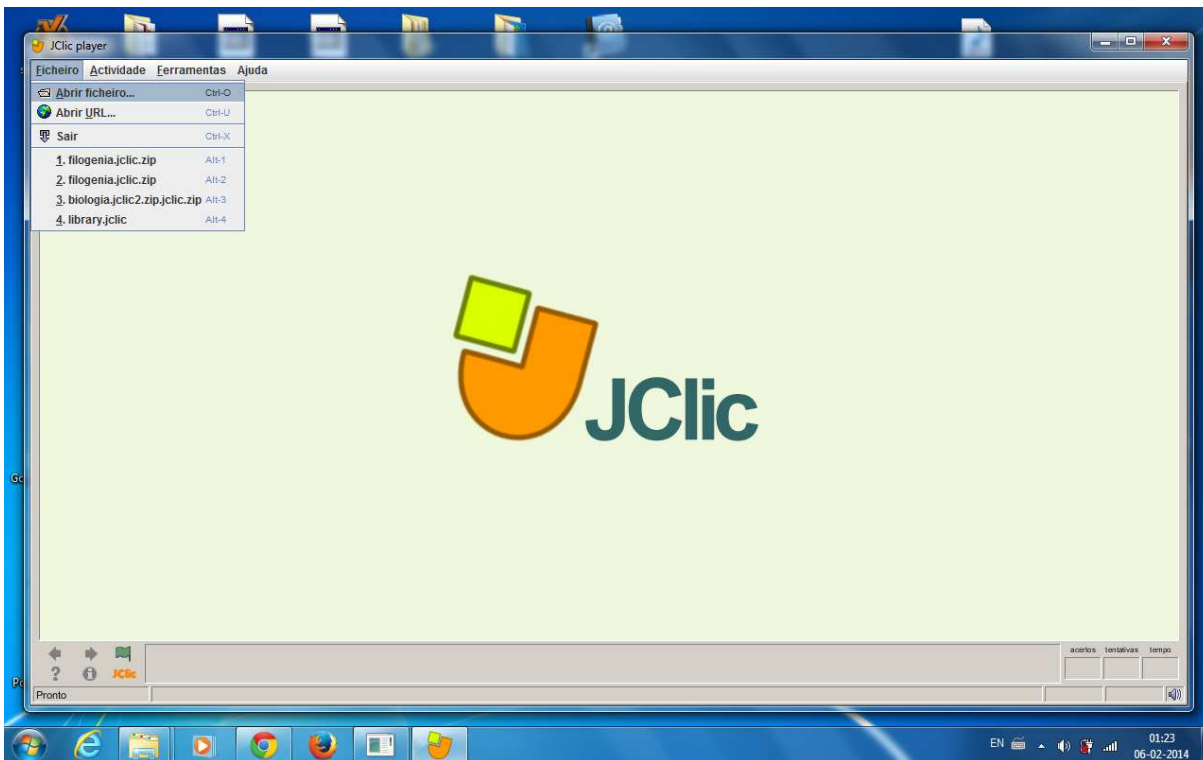 JClic player
Ficheiro Actividade Ferramentas Ajuda
Abrir ficheiro... Ctrl-O
Abrir URL... Ctrl-U
Sair Ctrl-X
1. filogenia.jclic.zip Alt-1
2. filogenia.jclic.zip Alt-2
3. biologia.jclic2.zip.jclic.zip Alt-3
4. library.jclic Alt-4
JClic
acertos tentativas tempo
JClic
Pronto
EN 01:23
06-02-2014